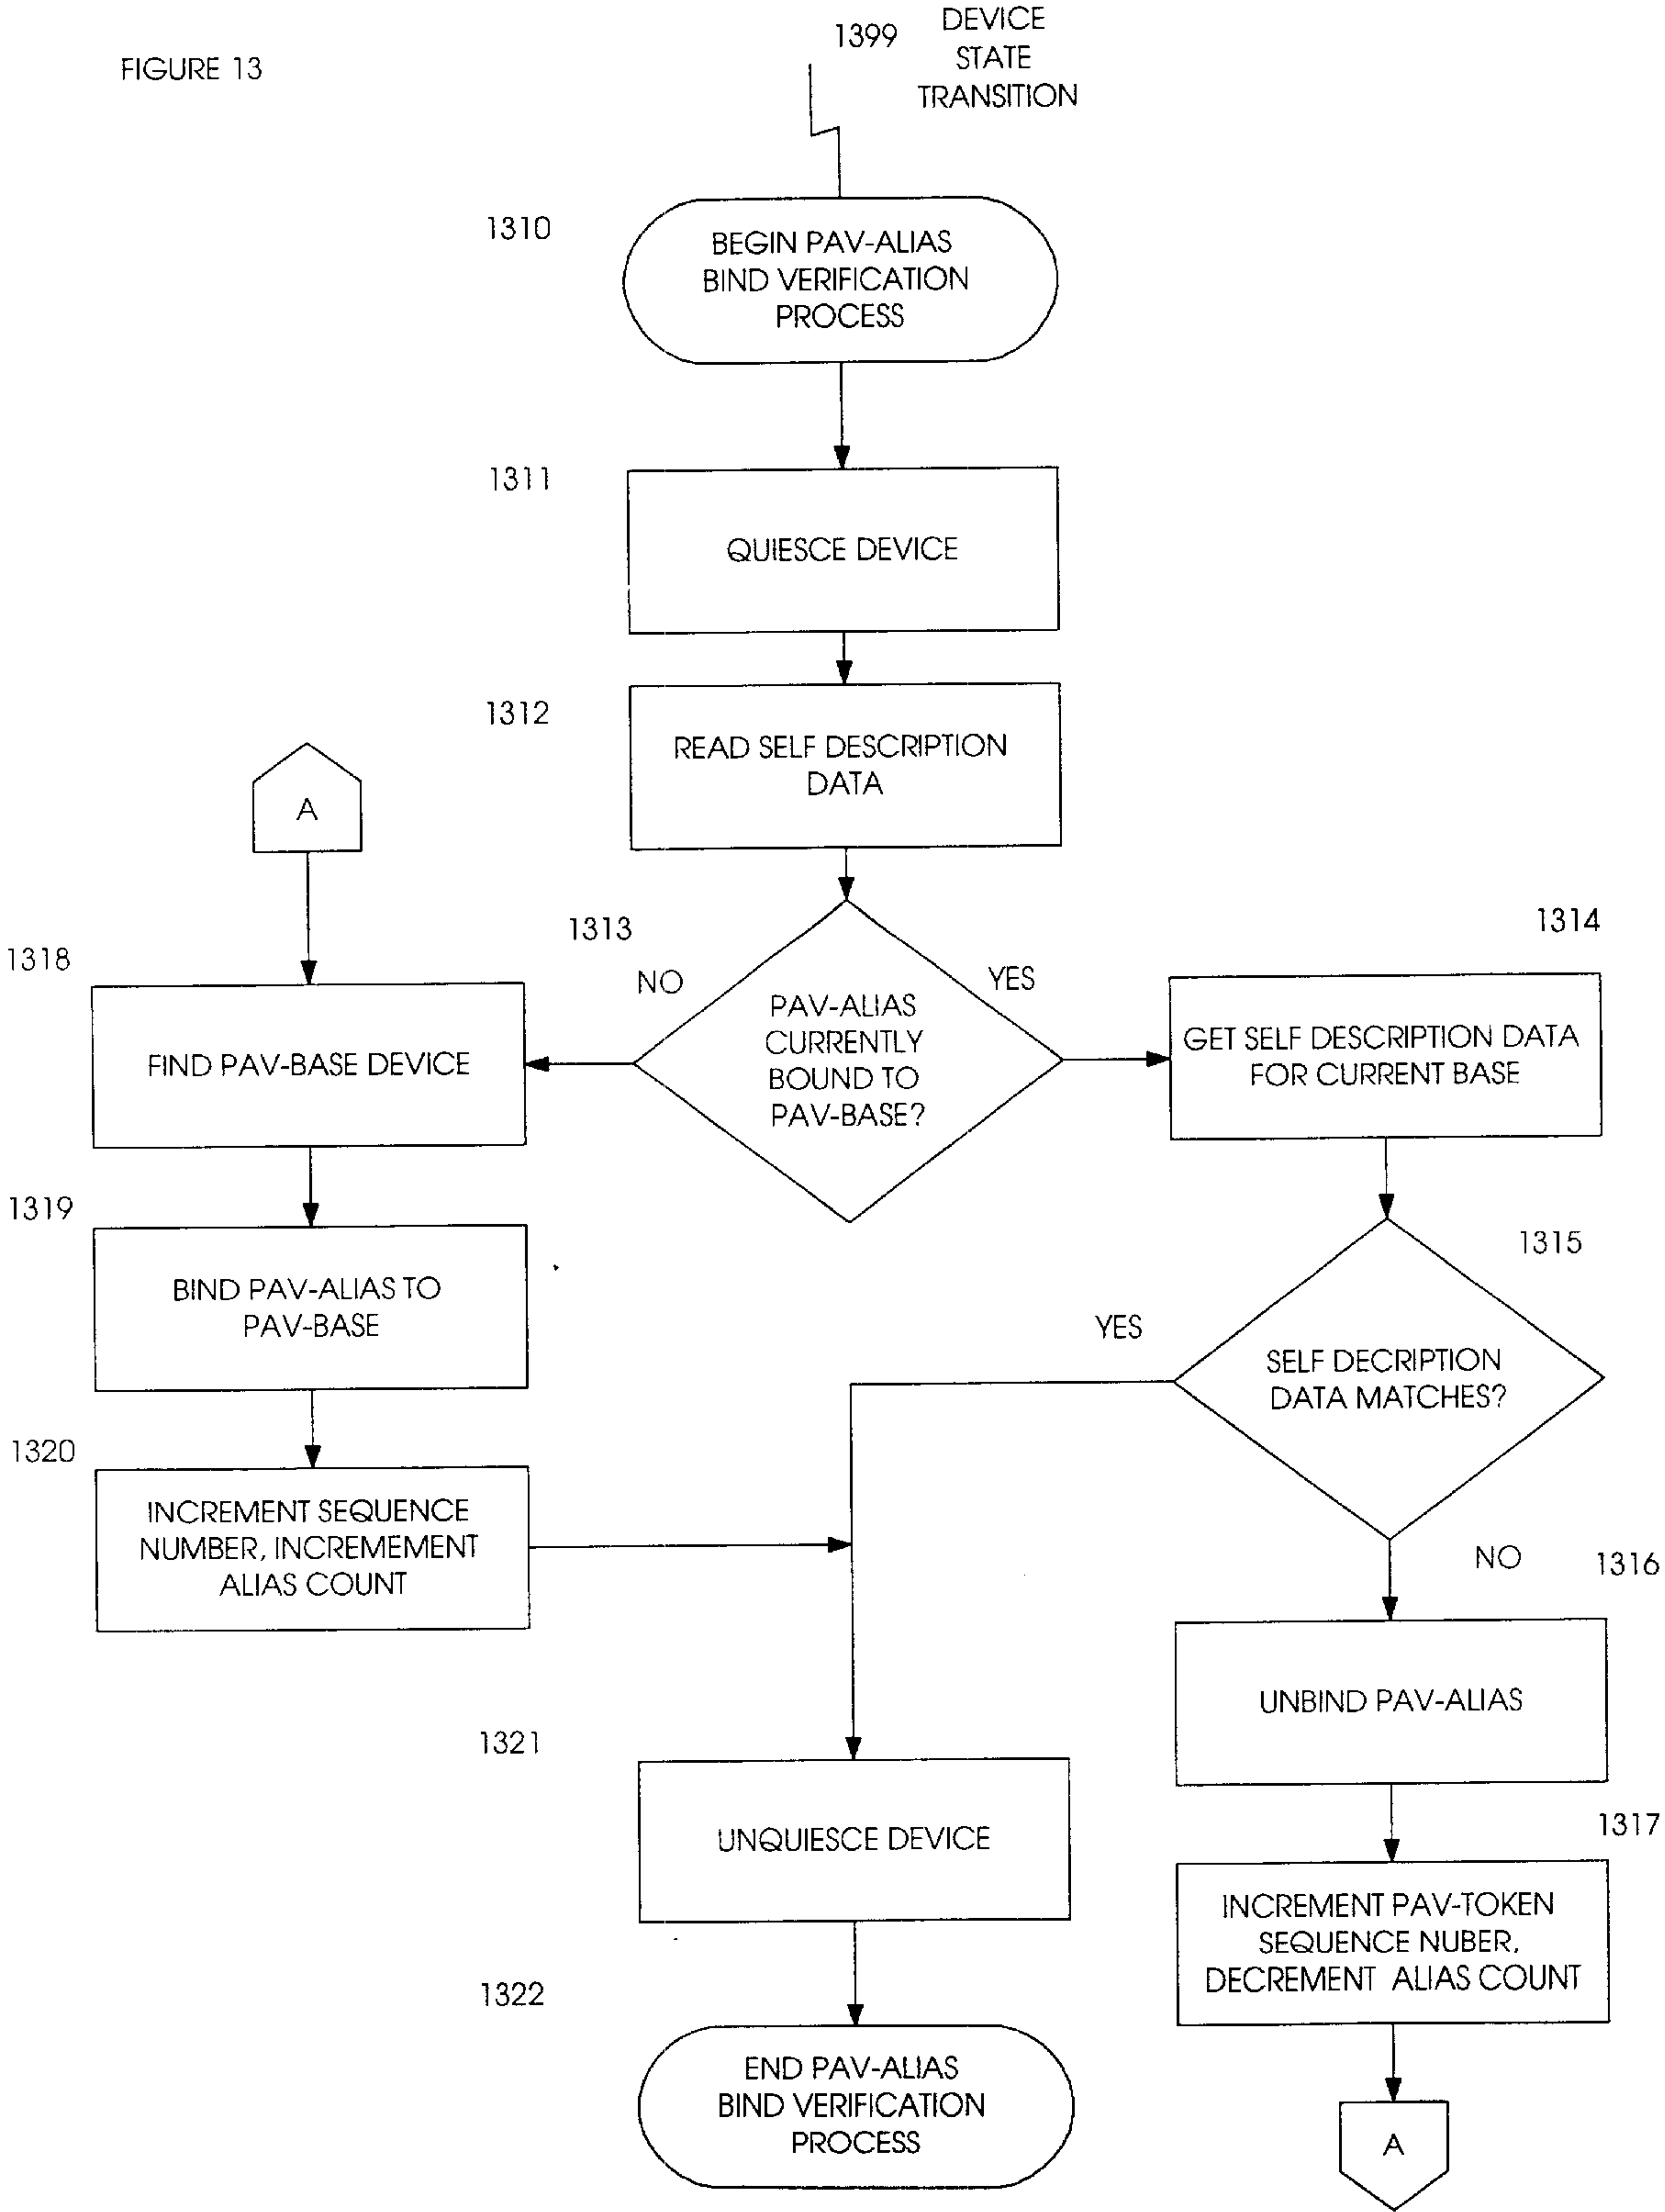 FIGURE 13
1399
DEVICE
STATE
TRANSITION
1310
BEGIN PAV-ALIAS
BIND VERIFICATION
PROCESS
1311
QUIESCE DEVICE
1312
READ SELF DESCRIPTION
DATA
A
1313
1314
1318
NO
YES
PAV-ALIAS
CURRENTLY
BOUND TO
PAV-BASE?
FIND PAV-BASE DEVICE
GET SELF DESCRIPTION DATA
FOR CURRENT BASE
1319
1315
BIND PAV-ALIAS TO
PAV-BASE
YES
SELF DECRIPTION
DATA MATCHES?
1320
INCREMENT SEQUENCE
NUMBER, INCREMEMENT
ALIAS COUNT
NO
1316
UNBIND PAV-ALIAS
1321
UNQUIESCE DEVICE
1317
INCREMENT PAV-TOKEN
SEQUENCE NUBER,
DECREMENT ALIAS COUNT
1322
END PAV-ALIAS
BIND VERIFICATION
PROCESS
A